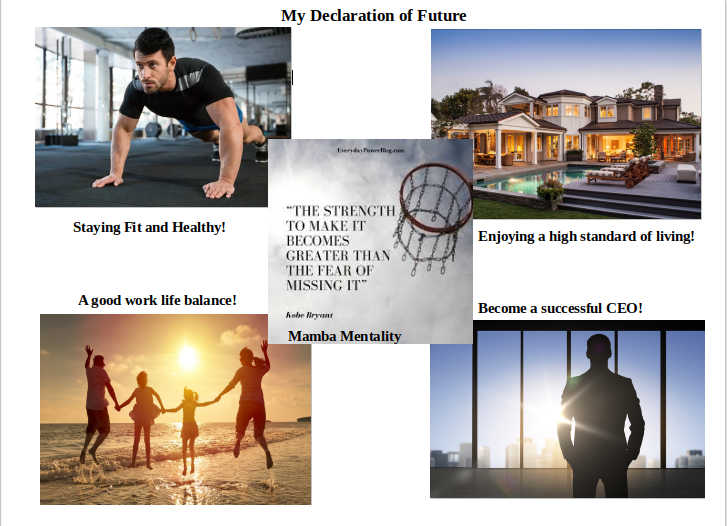 My Declaration of Future
EverydayPowerBlog.com
“THE STRENGTH
TO MAKE IT
BECOMES
GREATER THAN
THE FEAR OF
MISSING IT”
Kobe Bryant
Mamba Mentality
Staying Fit and Healthy!
Enjoying a high standard of living!
A good work life balance!
Become a successful CEO!